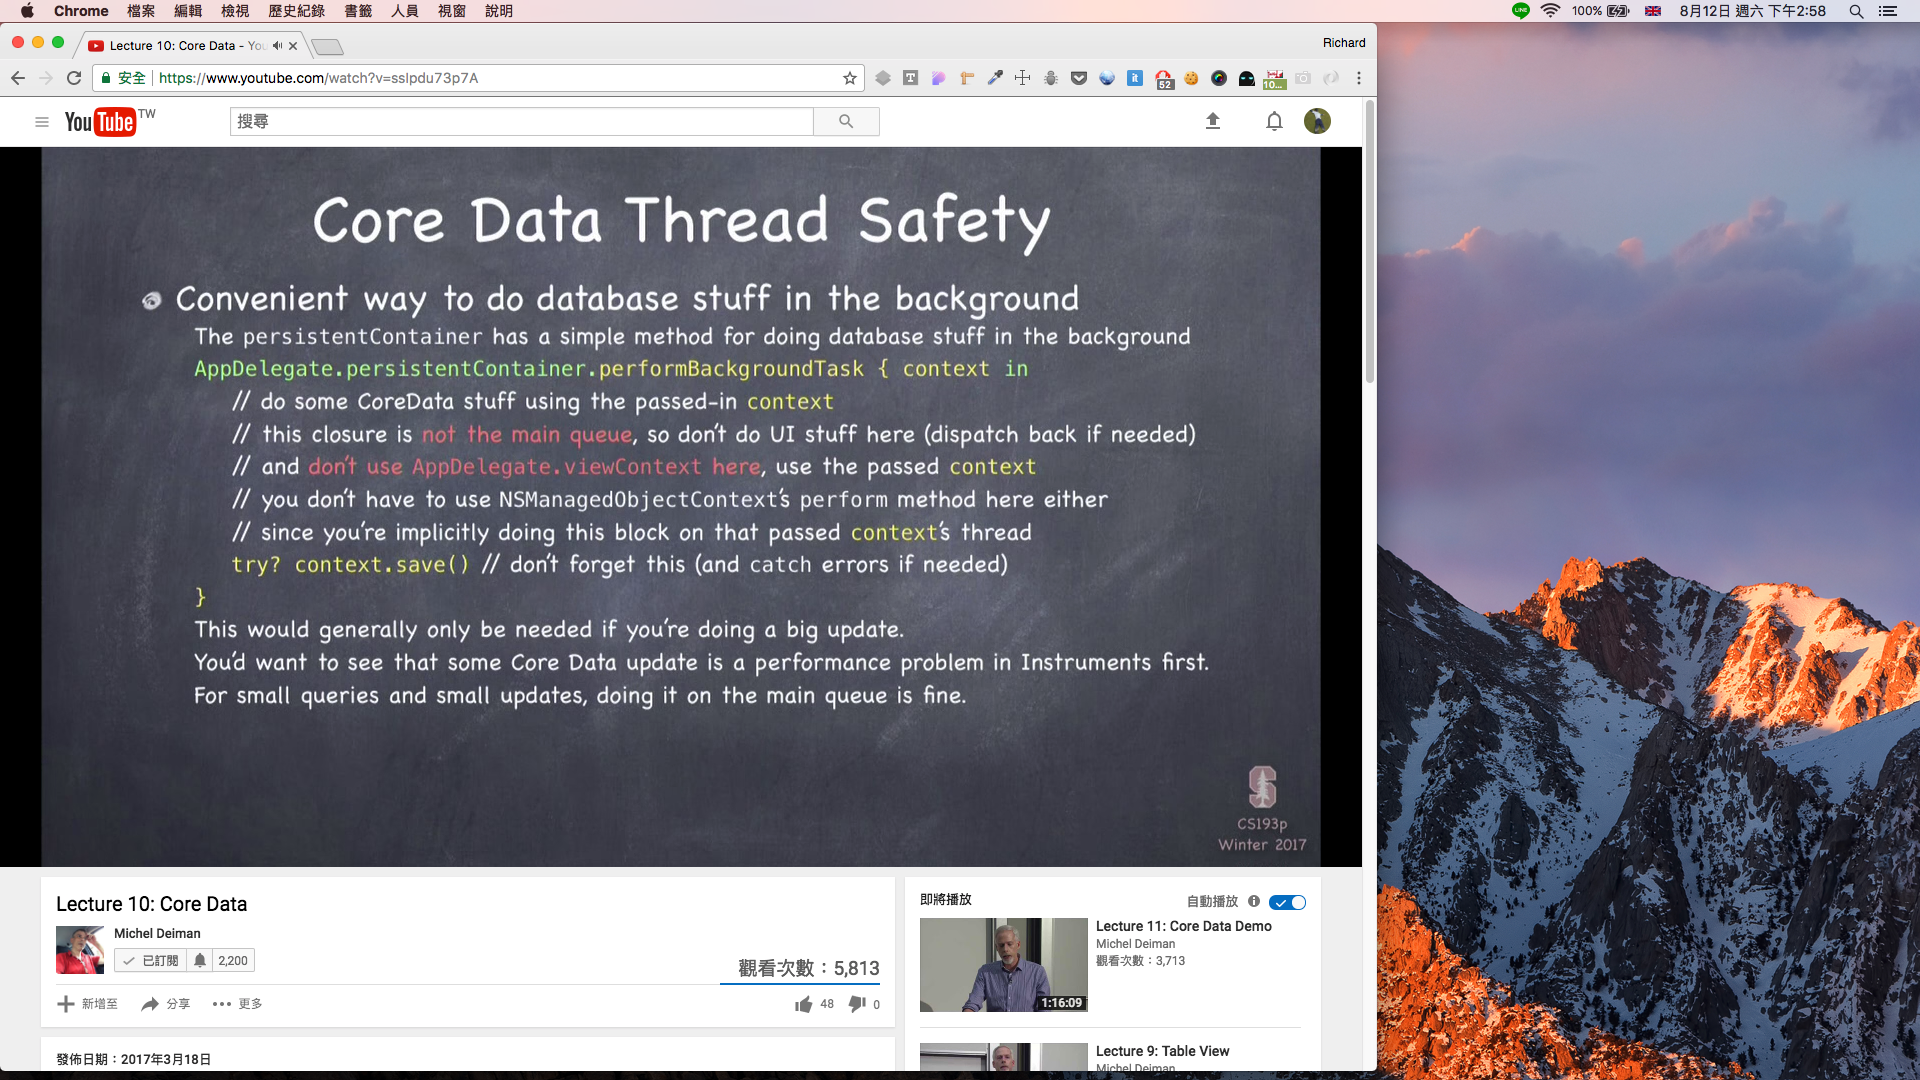 Chrome 檔案 編輯 檢視 歷史紀錄 書籤 人員 視窗 說明
LINE 100% 8月12日 週六 下午2:58
Lecture 10: Core Data - You
Richard
安全 https://www.youtube.com/watch?v=sslpdu73p7A
T it 52 10...
YouTube TW
搜尋
Core Data Thread Safety
Convenient way to do database stuff in the background
The persistentContainer has a simple method for doing database stuff in the background
AppDelegate.persistentContainer.performBackgroundTask { context in
// do some CoreData stuff using the passed-in context
// this closure is not the main queue, so don't do UI stuff here (dispatch back if needed)
// and don't use AppDelegate.viewContext here, use the passed context
// you don't have to use NSManagedObjectContext's perform method here either
// since you're implicitly doing this block on that passed context's thread
try? context.save() // don't forget this (and catch errors if needed)
}
This would generally only be needed if you're doing a big update.
You'd want to see that some Core Data update is a performance problem in Instruments first.
For small queries and small updates, doing it on the main queue is fine.
S
CS193p
Winter 2017
Lecture 10: Core Data
Michel Deiman
已訂閱 2,200
觀看次數：5,813
新增至 分享 更多
48 0
發佈日期：2017年3月18日
即將播放
自動播放
Lecture 11: Core Data Demo
Michel Deiman
觀看次數：3,713
1:16:09
Lecture 9: Table View
Michel Deiman